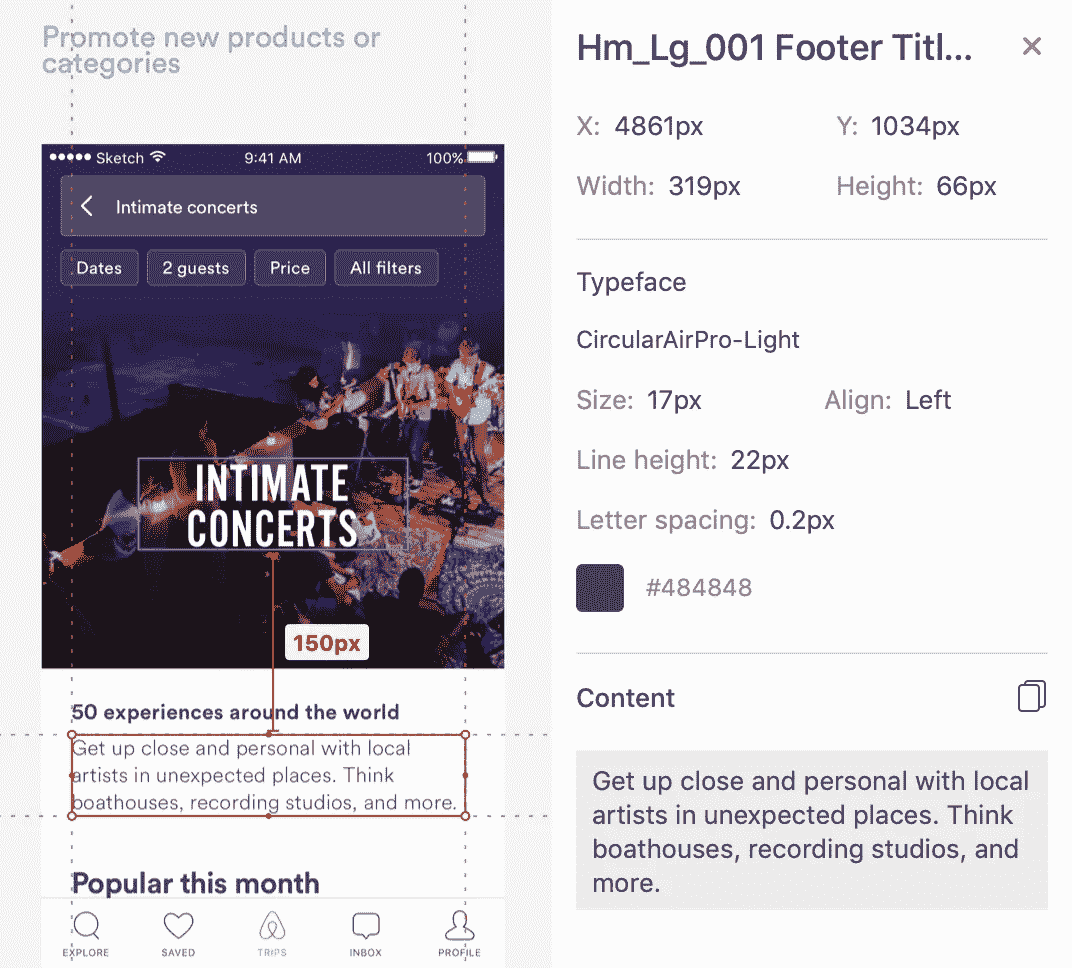 Promote new products or
categories
Sketch
9:41 AM
100%
Intimate concerts
Dates
2 guests
Price
All filters
INTIMATE
CONCERTS
150px
50 experiences around the world
Get up close and personal with local
artists in unexpected places. Think
boathouses, recording studios, and more.
Popular this month
EXPLORE
SAVED
TRIPS
INBOX
PROFILE
Hm_Lg_001 Footer Titl...
X: 4861px
Y: 1034px
Width: 319px
Height: 66px
Typeface
CircularAirPro-Light
Size: 17px
Align: Left
Line height: 22px
Letter spacing: 0.2px
#484848
Content
Get up close and personal with local
artists in unexpected places. Think
boathouses, recording studios, and
more.